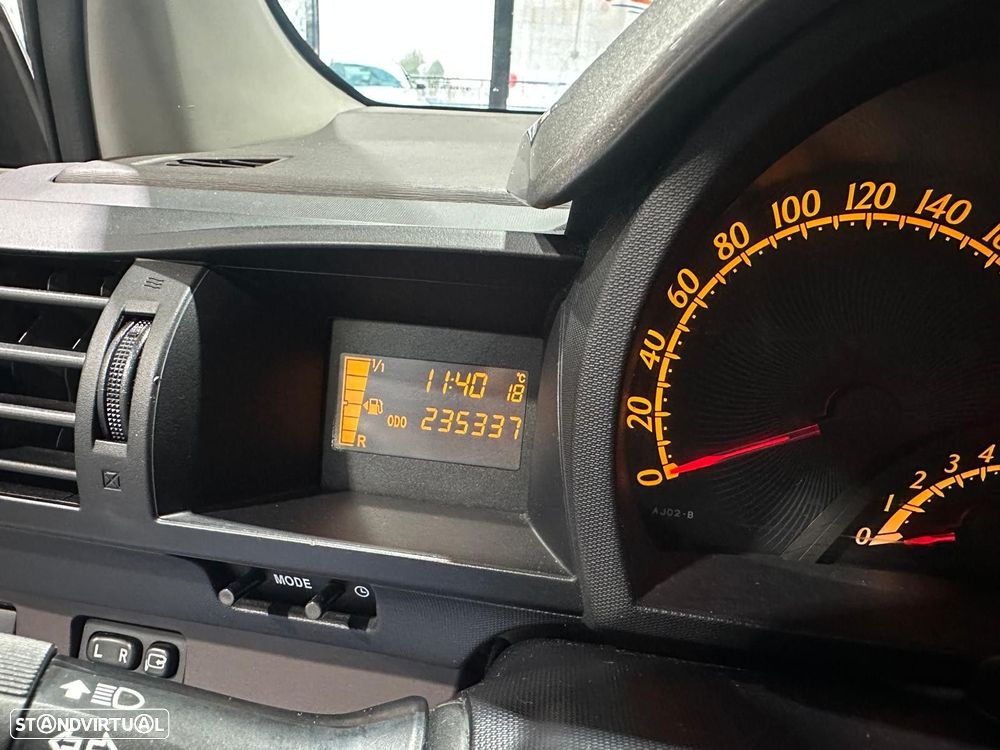 1/1 11:40 18 °C
ODO 235337
R
0 20 40 60 80 100 120 140
AJ02-B
0 1 2 3 4
MODE
L R
STANDVIRTUAL